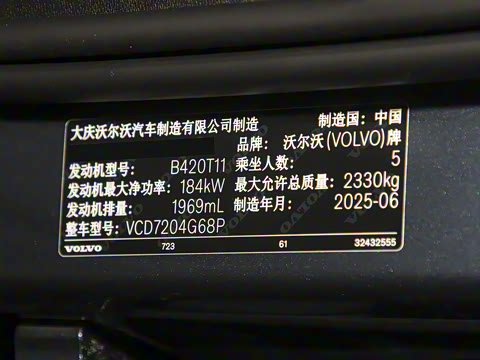 大庆沃尔沃汽车制造有限公司制造 制造国：中国
品牌：沃尔沃(VOLVO)牌
发动机型号：B420T11 乘坐人数：5
发动机最大净功率：184kW 最大允许总质量：2330kg
发动机排量：1969mL 制造年月：2025-06
整车型号：VCD7204G68P
VOLVO 723 61 32432555